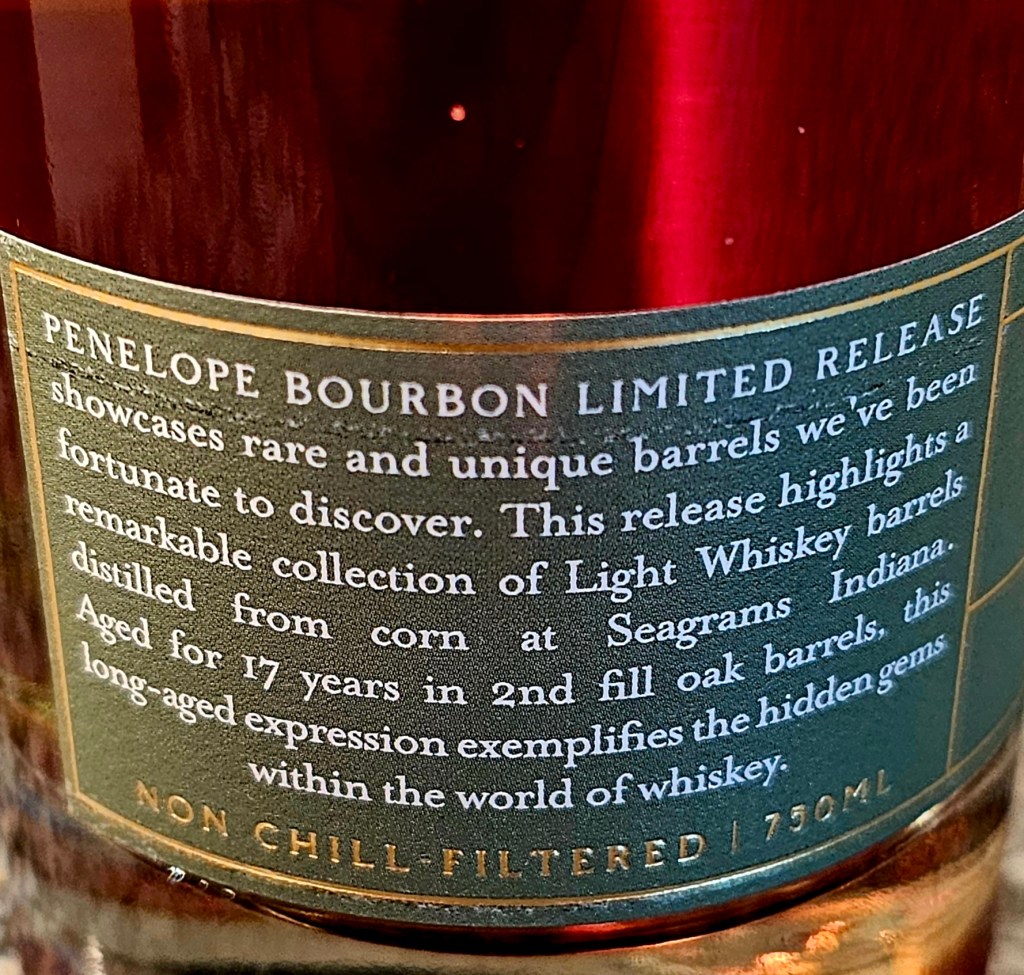 PENELOPE BOURBON LIMITED RELEASE
showcases rare and unique barrels we've been
fortunate to discover. This release highlights a
remarkable collection of Light Whiskey barrels
distilled from corn at Seagrams Indiana.
Aged for 17 years in 2nd fill oak barrels, this
long-aged expression exemplifies the hidden gems
within the world of whiskey.
NON CHILL-FILTERED | 750ML